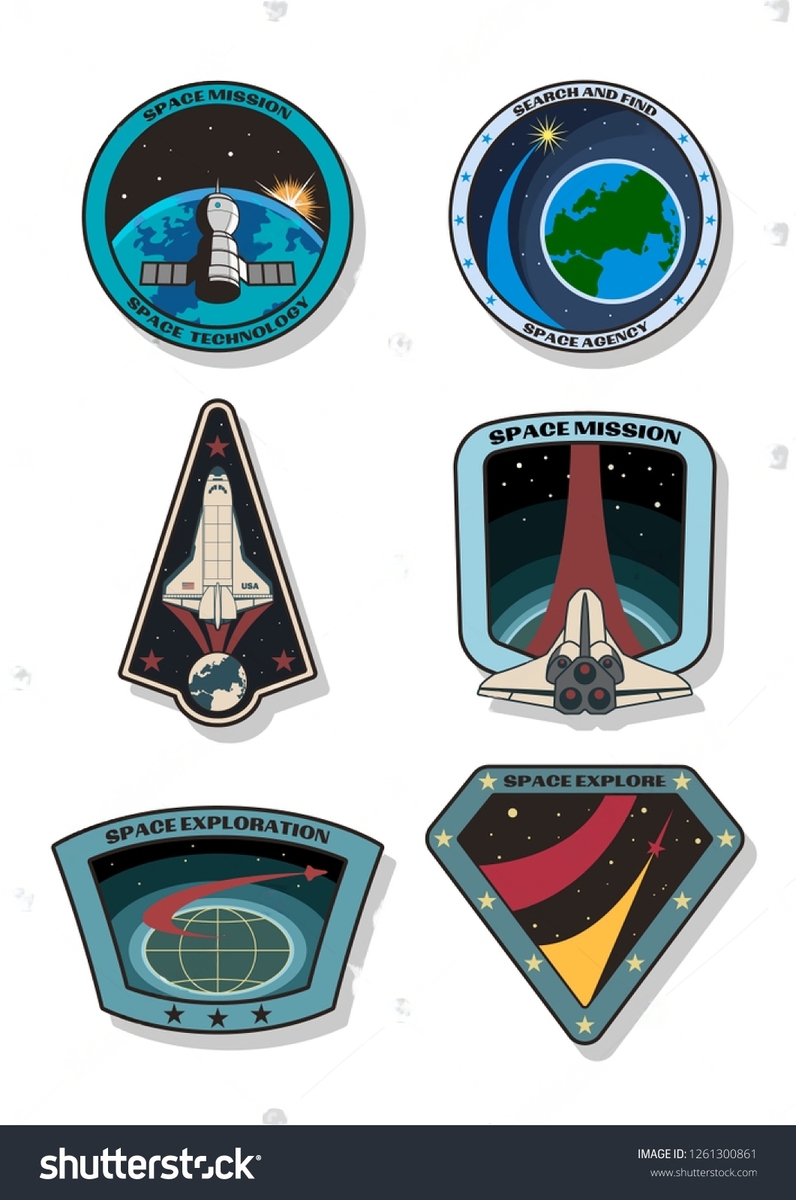 SPACE MISSION
SPACE TECHNOLOGY
SEARCH AND FIND
SPACE AGENCY
USA
SPACE MISSION
SPACE EXPLORATION
SPACE EXPLORE
shutterstock®
IMAGE ID: 1261300861
www.shutterstock.com